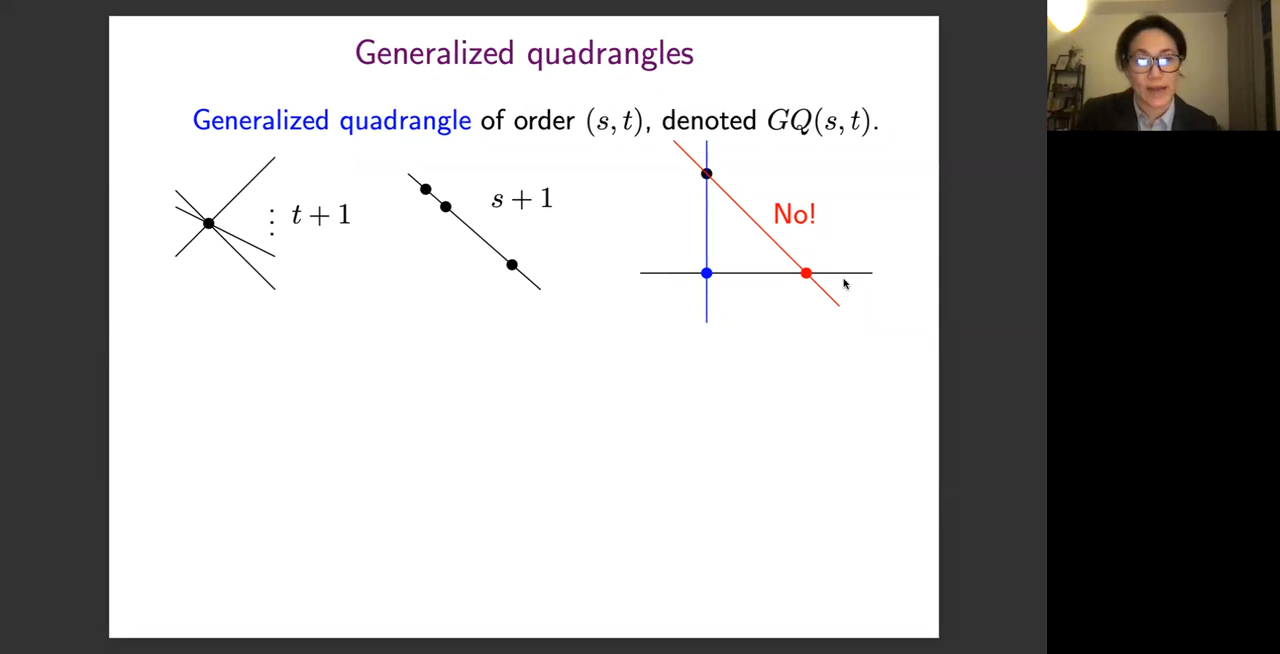 Generalized quadrangles
Generalized quadrangle of order (s, t), denoted GQ(s, t).
⋮ t + 1
s + 1
No!